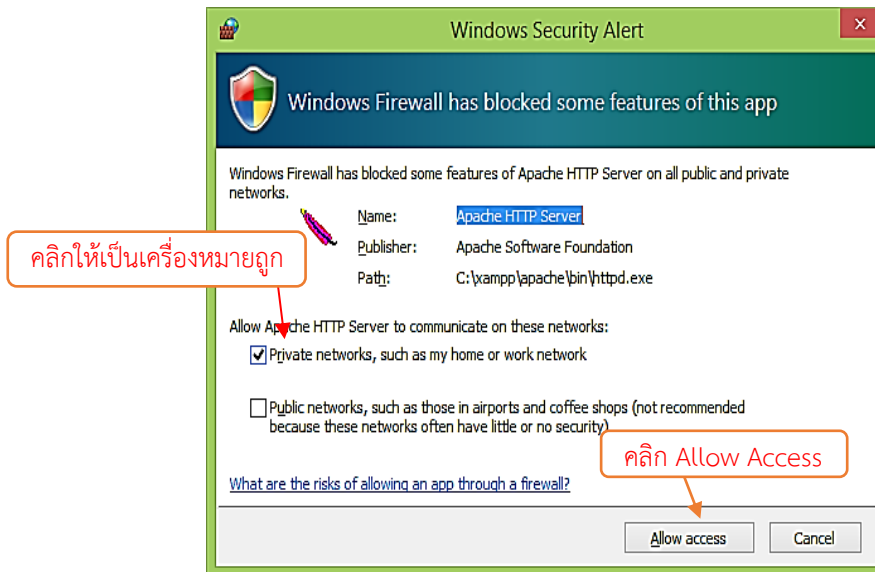 Windows Security Alert
Windows Firewall has blocked some features of this app
Windows Firewall has blocked some features of Apache HTTP Server on all public and private
networks.
Name: Apache HTTP Server
Publisher: Apache Software Foundation
Path: C:\xampp\apache\bin\httpd.exe
คลิกให้เป็นเครื่องหมายถูก
Allow Apache HTTP Server to communicate on these networks:
Private networks, such as my home or work network
Public networks, such as those in airports and coffee shops (not recommended
because these networks often have little or no security)
คลิก Allow Access
What are the risks of allowing an app through a firewall?
Allow access
Cancel